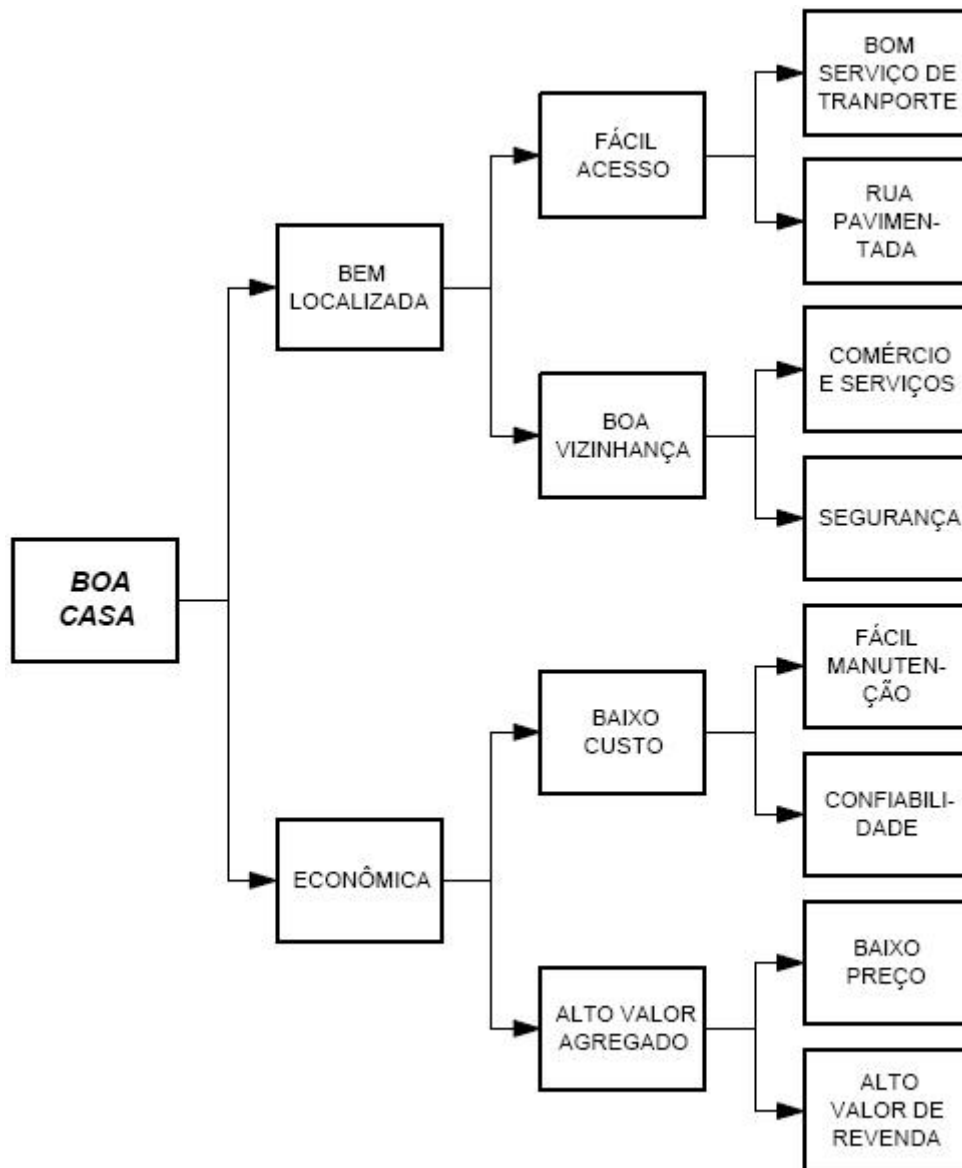 BOA
CASA
BEM
LOCALIZADA
ECONÔMICA
FÁCIL
ACESSO
BOA
VIZINHANÇA
BAIXO
CUSTO
ALTO VALOR
AGREGADO
BOM
SERVIÇO DE
TRANPORTE
RUA
PAVIMEN-
TADA
COMÉRCIO
E SERVIÇOS
SEGURANÇA
FÁCIL
MANUTEN-
ÇÃO
CONFIABILI-
DADE
BAIXO
PREÇO
ALTO
VALOR DE
REVENDA